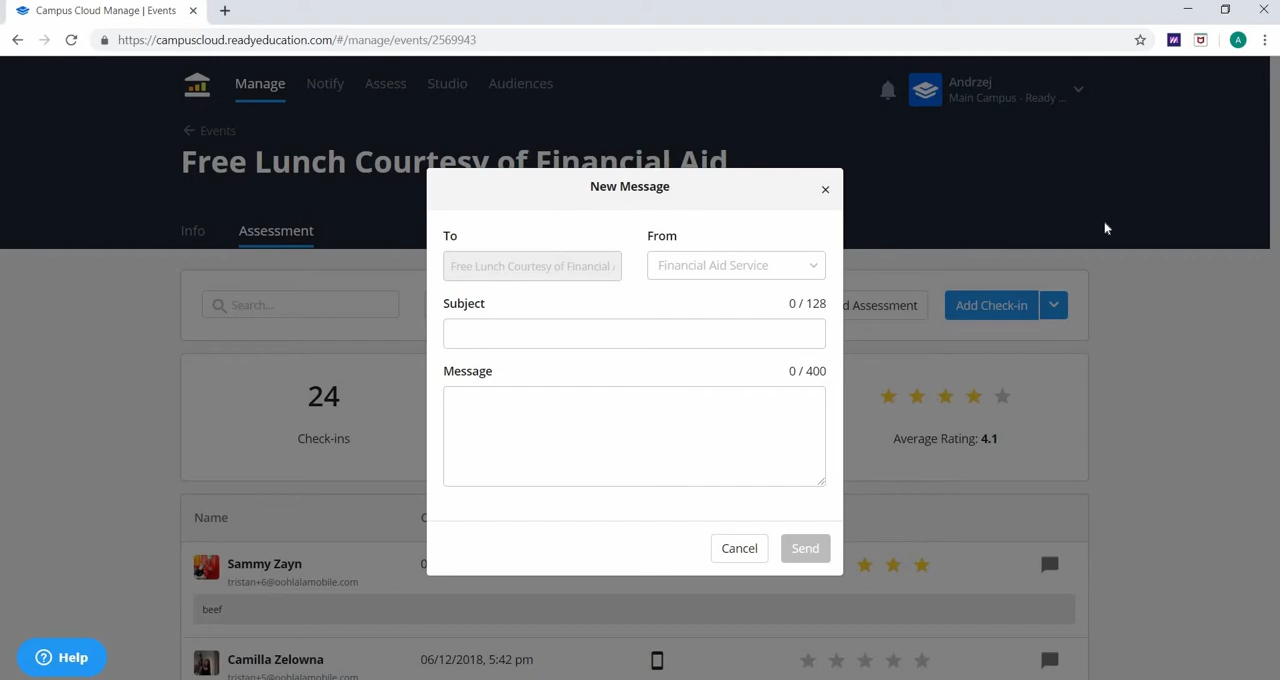 Campus Cloud Manage | Events
https://campuscloud.readyeducation.com/#/manage/events/2569943
A
Manage Notify Assess Studio Audiences
Andrzej
Main Campus - Ready ...
Events
Free Lunch Courtesy of Financial Aid
Info Assessment
New Message
To From
Free Lunch Courtesy of Financial Financial Aid Service
Subject 0 / 128
Message 0 / 400
Cancel Send
Search...
d Assessment
Add Check-in
24
Check-ins
Average Rating: 4.1
Name
Sammy Zayn
tristan+6@oohlalamobile.com
beef
Camilla Zelowna 06/12/2018, 5:42 pm
tristan+5@oohlalamobile.com
Help